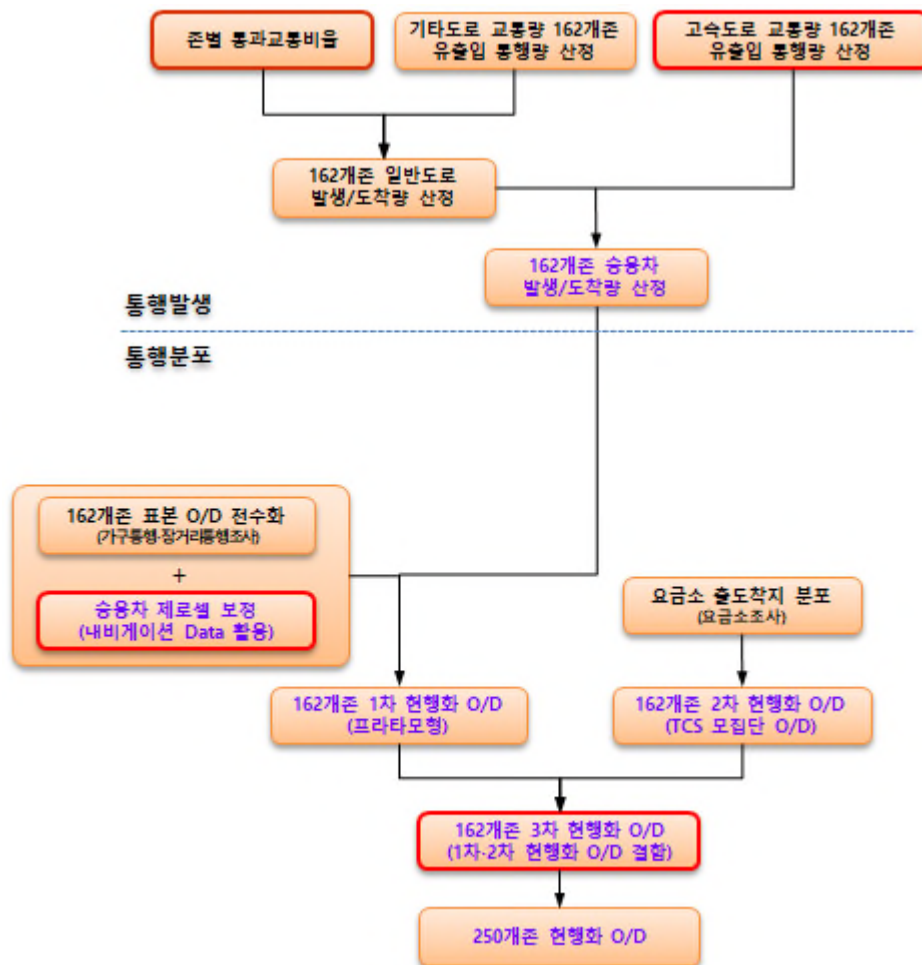 존별 통과교통비율
기타도로 교통량 162개존
유출입 통행량 산정
고속도로 교통량 162개존
유출입 통행량 산정
162개존 일반도로
발생/도착량 산정
162개존 승용차
발생/도착량 산정
통행발생
통행분포
162개존 표본 O/D 전수화
(가구통행·장거리통행조사)
+
승용차 제로셀 보정
(내비게이션 Data 활용)
요금소 출도착지 분포
(요금소조사)
162개존 1차 현행화 O/D
(프라타모형)
162개존 2차 현행화 O/D
(TCS 모집단 O/D)
162개존 3차 현행화 O/D
(1차·2차 현행화 O/D 결합)
250개존 현행화 O/D